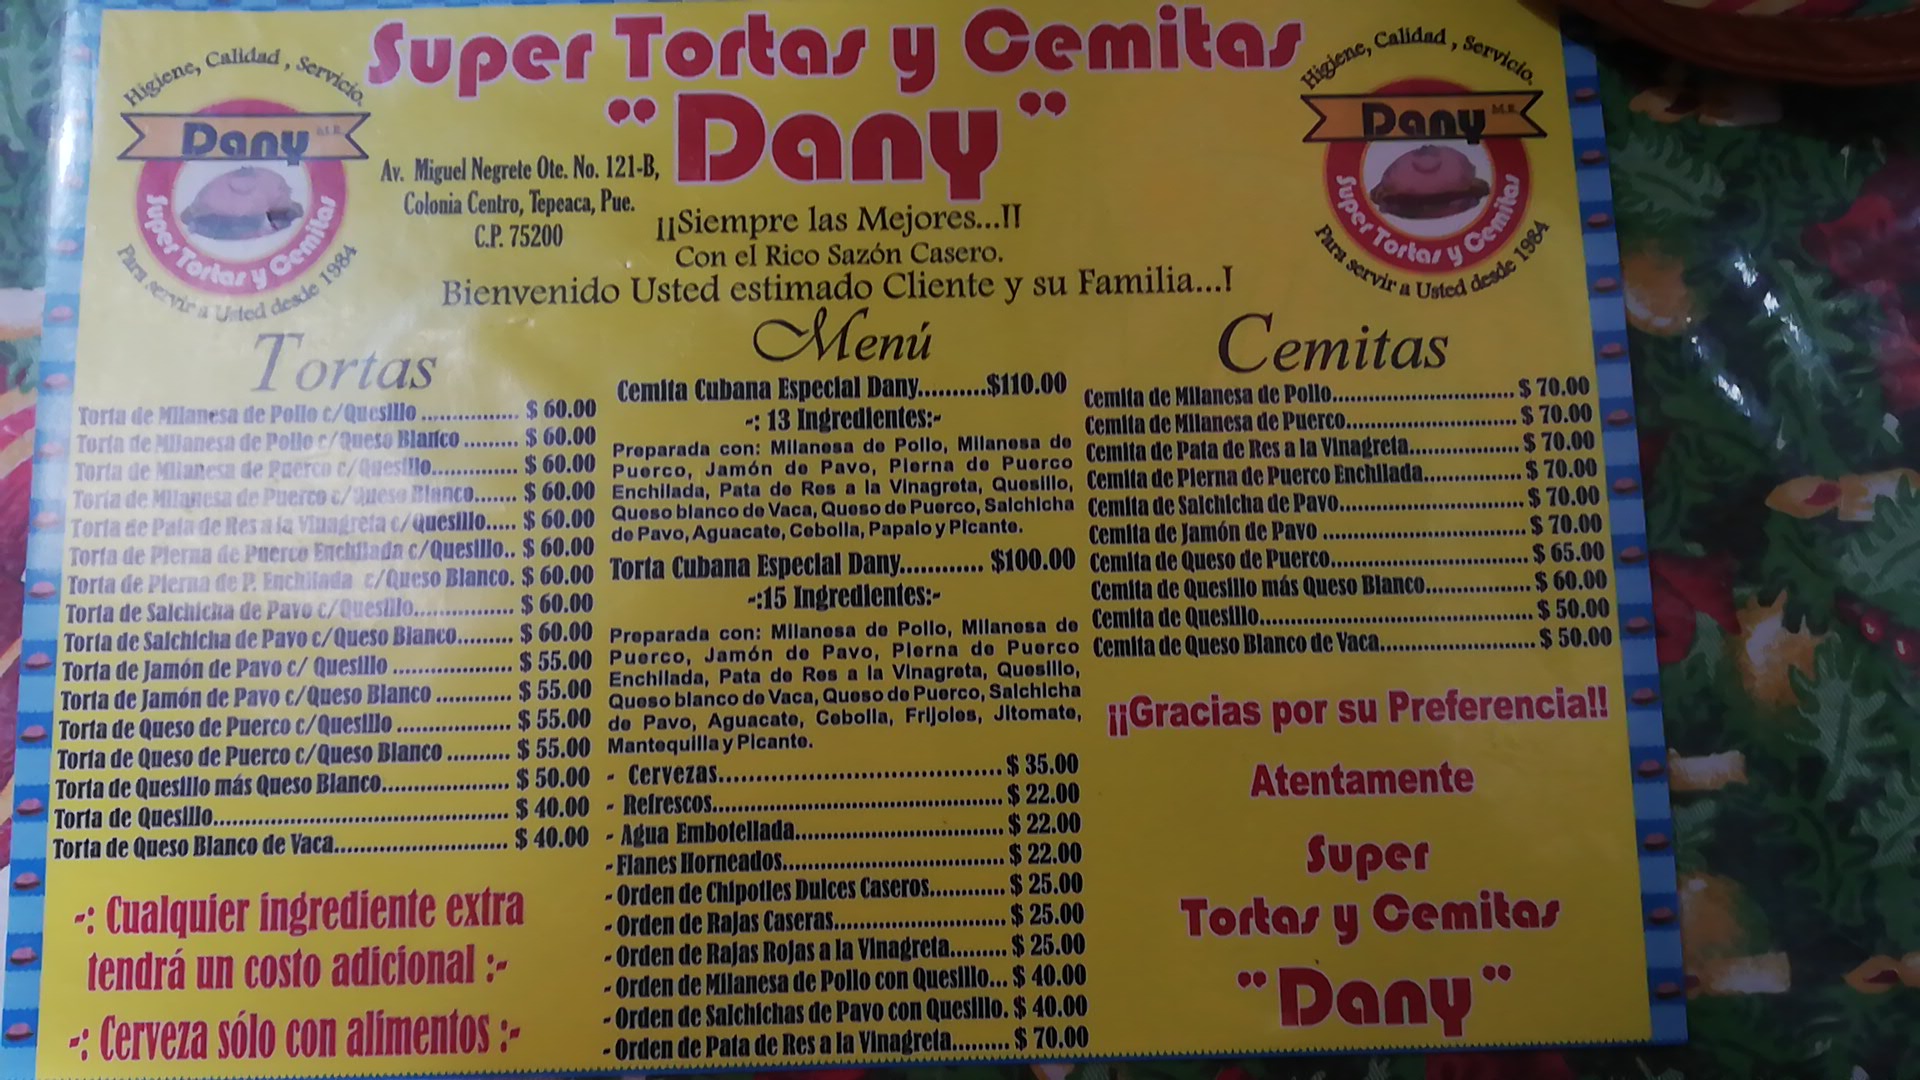 Super Tortas y Cemitas
"Dany"
Higiene, Calidad , Servicio.
Dany M.R.
Super Tortas y Cemitas
Para servir a Usted desde 1984
Higiene, Calidad , Servicio.
Dany M.R.
Super Tortas y Cemitas
Para servir a Usted desde 1984
Av. Miguel Negrete Ote. No. 121-B,
Colonia Centro, Tepeaca, Pue.
C.P. 75200
¡¡Siempre las Mejores...!!
Con el Rico Sazón Casero.
Bienvenido Usted estimado Cliente y su Familia...!
Tortas
Torta de Milanesa de Pollo c/Quesillo ............... $ 60.00
Torta de Milanesa de Pollo c/Queso Blanco ......... $ 60.00
Torta de Milanesa de Puerco c/Quesillo.............. $ 60.00
Torta de Milanesa de Puerco c/Queso Blanco....... $ 60.00
Torta de Pata de Res a la Vinagreta c/Quesillo..... $ 60.00
Torta de Pierna de Puerco Enchilada c/Quesillo.. $ 60.00
Torta de Pierna de P. Enchilada c/Queso Blanco. $ 60.00
Torta de Salchicha de Pavo c/Quesillo............... $ 60.00
Torta de Salchicha de Pavo c/Queso Blanco......... $ 60.00
Torta de Jamón de Pavo c/ Quesillo .................. $ 55.00
Torta de Jamón de Pavo c/Queso Blanco ............ $ 55.00
Torta de Queso de Puerco c/Quesillo ................. $ 55.00
Torta de Queso de Puerco c/Queso Blanco .......... $ 55.00
Torta de Quesillo más Queso Blanco................... $ 50.00
Torta de Quesillo............................................ $ 40.00
Torta de Queso Blanco de Vaca.......................... $ 40.00
-: Cualquier ingrediente extra
tendrá un costo adicional :-
-: Cerveza sólo con alimentos :-
Menú
Cemita Cubana Especial Dany..........$110.00
-: 13 Ingredientes:-
Preparada con: Milanesa de Pollo, Milanesa de
Puerco, Jamón de Pavo, Pierna de Puerco
Enchilada, Pata de Res a la Vinagreta, Quesillo,
Queso blanco de Vaca, Queso de Puerco, Salchicha
de Pavo, Aguacate, Cebolla, Papalo y Picante.
Torta Cubana Especial Dany............ $100.00
-:15 Ingredientes:-
Preparada con: Milanesa de Pollo, Milanesa de
Puerco, Jamón de Pavo, Pierna de Puerco
Enchilada, Pata de Res a la Vinagreta, Quesillo,
Queso blanco de Vaca, Queso de Puerco, Salchicha
de Pavo, Aguacate, Cebolla, Frijoles, Jitomate,
Mantequilla y Picante.
- Cervezas...................................... $ 35.00
- Refrescos....................................... $ 22.00
- Agua Embotellada............................ $ 22.00
- Flanes Horneados............................. $ 22.00
- Orden de Chipotles Dulces Caseros............ $ 25.00
- Orden de Rajas Caseras........................... $ 25.00
- Orden de Rajas Rojas a la Vinagreta......... $ 25.00
- Orden de Milanesa de Pollo con Quesillo... $ 40.00
- Orden de Salchichas de Pavo con Quesillo. $ 40.00
- Orden de Pata de Res a la Vinagreta......... $ 70.00
Cemitas
Cemita de Milanesa de Pollo............................... $ 70.00
Cemita de Milanesa de Puerco............................. $ 70.00
Cemita de Pata de Res a la Vinagreta................... $ 70.00
Cemita de Pierna de Puerco Enchilada................. $ 70.00
Cemita de Salchicha de Pavo............................... $ 70.00
Cemita de Jamón de Pavo .................................. $ 70.00
Cemita de Queso de Puerco................................. $ 65.00
Cemita de Quesillo más Queso Blanco.................. $ 60.00
Cemita de Quesillo............................................ $ 50.00
Cemita de Queso Blanco de Vaca.......................... $ 50.00
¡¡Gracias por su Preferencia!!
Atentamente
Super
Tortas y Cemitas
"Dany"